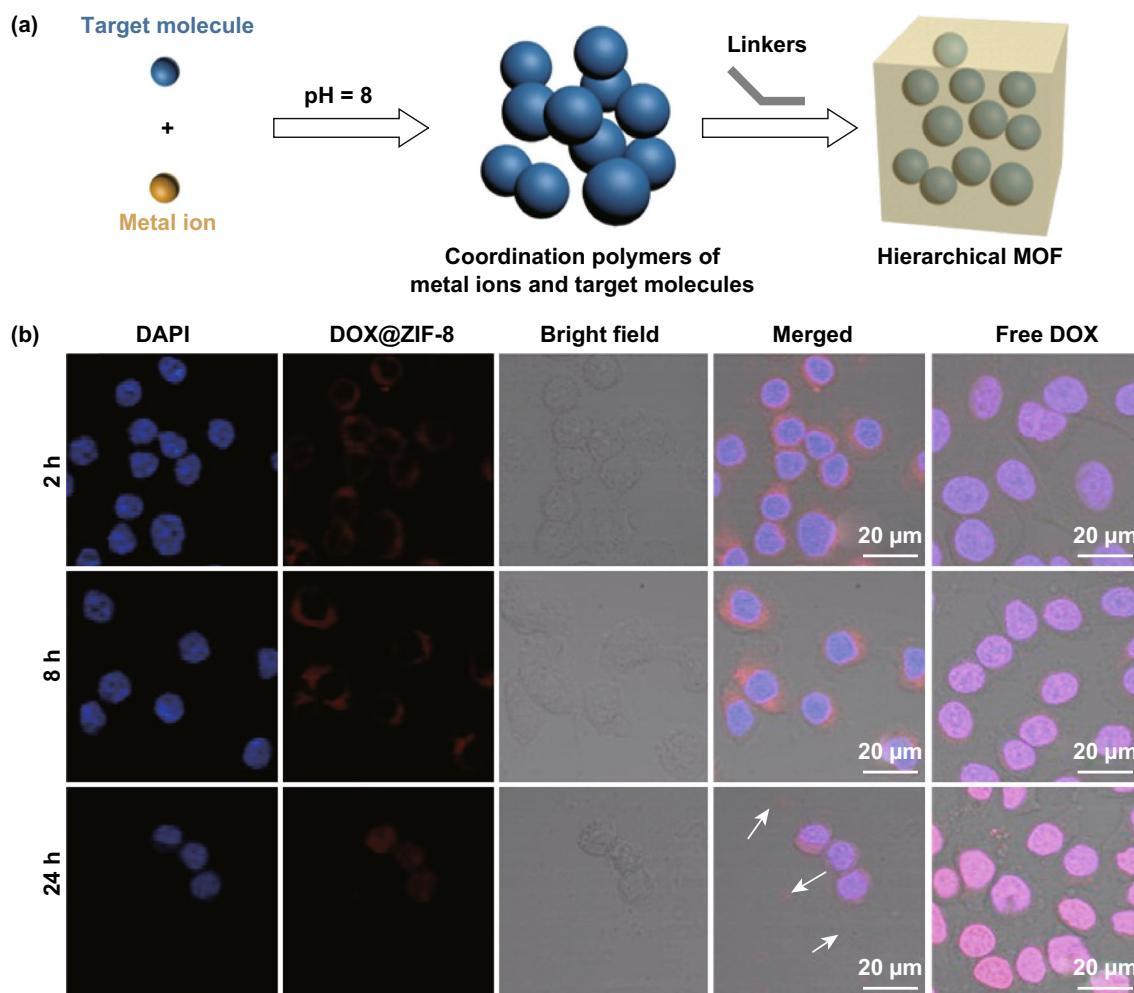 (a)
Target molecule
+
Metal ion
pH = 8
Coordination polymers of
metal ions and target molecules
Linkers
Hierarchical MOF
(b)
DAPI
DOX@ZIF-8
Bright field
Merged
Free DOX
2 h
20 µm
20 µm
8 h
20 µm
20 µm
24 h
20 µm
20 µm